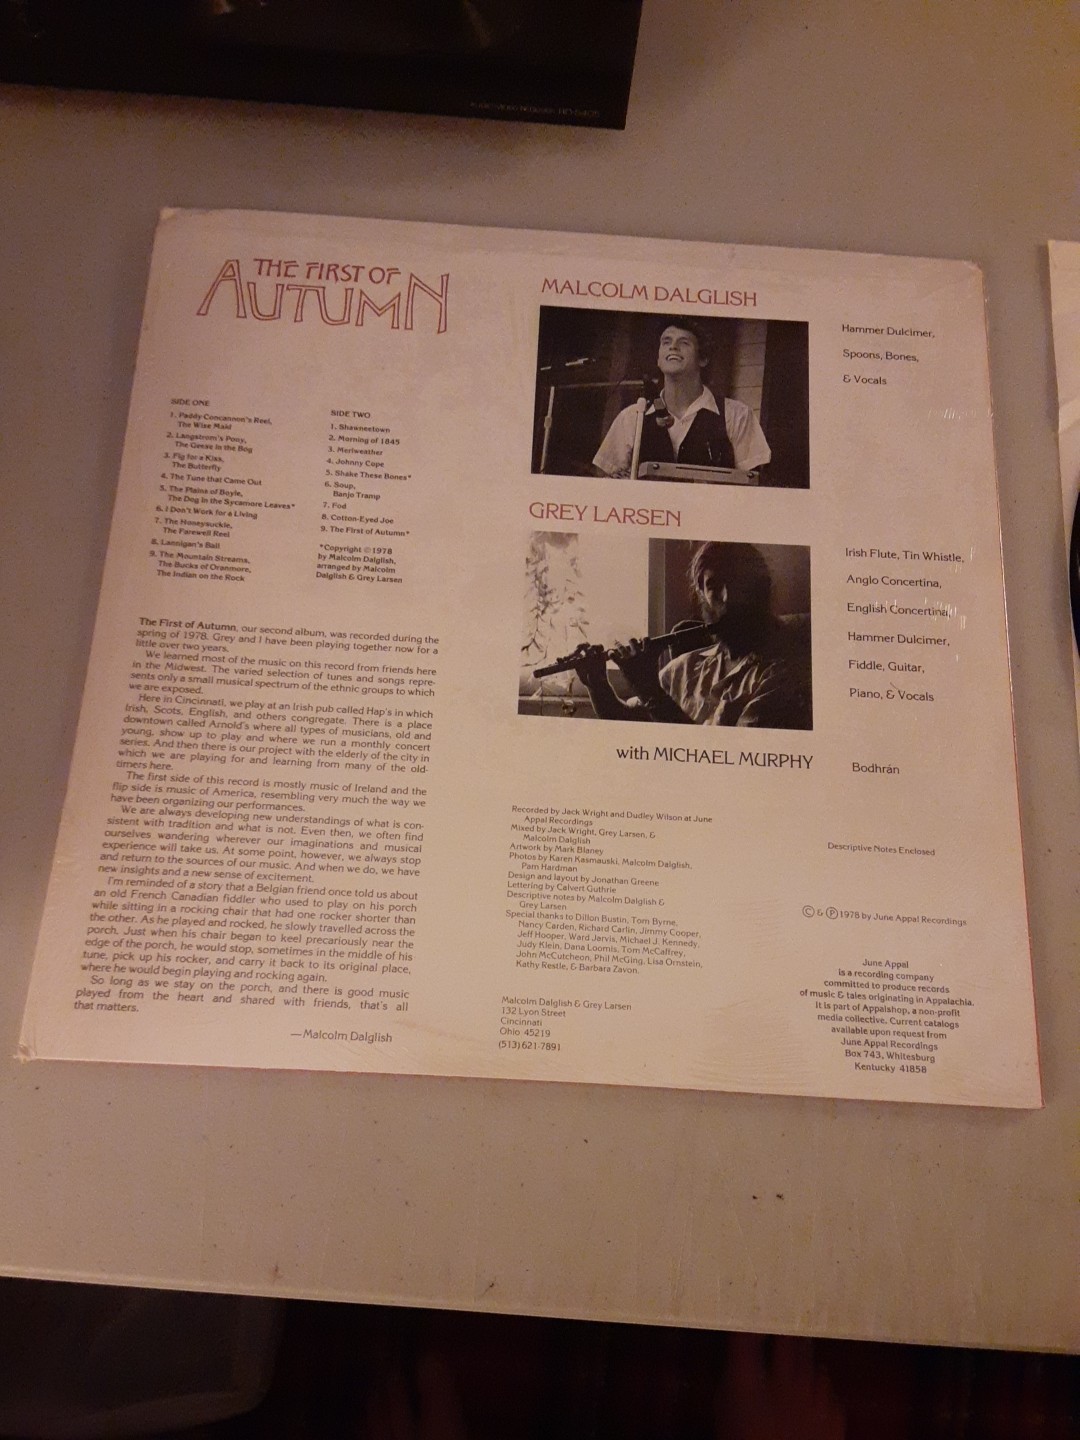 THE FIRST OF
AUTUMN
SIDE ONE
1. Paddy Concannon's Reel,
The Wise Maid
2. Langstrom's Pony,
The Geese in the Bog
3. Fig for a Kiss,
The Butterfly
4. The Tune that Came Out
5. The Plains of Boyle,
The Dog in the Sycamore Leaves*
6. I Don't Work for a Living
7. The Honeysuckle,
The Farewell Reel
8. Lannigan's Ball
9. The Mountain Streams,
The Bucks of Oranmore,
The Indian on the Rock
SIDE TWO
1. Shawneetown
2. Morning of 1845
3. Meriweather
4. Johnny Cope
5. Shake These Bones*
6. Soup,
Banjo Tramp
7. Fod
8. Cotton-Eyed Joe
9. The First of Autumn*
*Copyright © 1978
by Malcolm Dalglish,
arranged by Malcolm
Dalglish & Grey Larsen
The First of Autumn, our second album, was recorded during the
spring of 1978. Grey and I have been playing together now for a
little over two years.
We learned most of the music on this record from friends here
in the Midwest. The varied selection of tunes and songs repre-
sents only a small musical spectrum of the ethnic groups to which
we are exposed.
Here in Cincinnati, we play at an Irish pub called Hap's in which
Irish, Scots, English, and others congregate. There is a place
downtown called Arnold's where all types of musicians, old and
young, show up to play and where we run a monthly concert
series. And then there is our project with the elderly of the city in
which we are playing for and learning from many of the old-
timers here.
The first side of this record is mostly music of Ireland and the
flip side is music of America, resembling very much the way we
have been organizing our performances.
We are always developing new understandings of what is con-
sistent with tradition and what is not. Even then, we often find
ourselves wandering wherever our imaginations and musical
experience will take us. At some point, however, we always stop
and return to the sources of our music. And when we do, we have
new insights and a new sense of excitement.
I'm reminded of a story that a Belgian friend once told us about
an old French Canadian fiddler who used to play on his porch
while sitting in a rocking chair that had one rocker shorter than
the other. As he played and rocked, he slowly travelled across the
porch. Just when his chair began to keel precariously near the
edge of the porch, he would stop, sometimes in the middle of his
tune, pick up his rocker, and carry it back to its original place,
where he would begin playing and rocking again.
So long as we stay on the porch, and there is good music
played from the heart and shared with friends, that's all
that matters.
—Malcolm Dalglish
MALCOLM DALGLISH
Hammer Dulcimer,
Spoons, Bones,
& Vocals
GREY LARSEN
Irish Flute, Tin Whistle,
Anglo Concertina,
English Concertina,
Hammer Dulcimer,
Fiddle, Guitar,
Piano, & Vocals
with MICHAEL MURPHY
Bodhrán
Recorded by Jack Wright and Dudley Wilson at June
Appal Recordings
Mixed by Jack Wright, Grey Larsen, &
Malcolm Dalglish
Artwork by Mark Blaney
Photos by Karen Kasmauski, Malcolm Dalglish,
Pam Hardman
Design and layout by Jonathan Greene
Lettering by Calvert Guthrie
Descriptive notes by Malcolm Dalglish &
Grey Larsen
Special thanks to Dillon Bustin, Tom Byrne,
Nancy Carden, Richard Carlin, Jimmy Cooper,
Jeff Hooper, Ward Jarvis, Michael J. Kennedy,
Judy Klein, Dana Loomis, Tom McCaffrey,
John McCutcheon, Phil McGing, Lisa Ornstein,
Kathy Restle, & Barbara Zavon.
Malcolm Dalglish & Grey Larsen
132 Lyon Street
Cincinnati
Ohio 45219
(513) 621-7891
Descriptive Notes Enclosed
© & ℗ 1978 by June Appal Recordings
June Appal
is a recording company
committed to produce records
of music & tales originating in Appalachia.
It is part of Appalshop, a non-profit
media collective. Current catalogs
available upon request from
June Appal Recordings
Box 743, Whitesburg
Kentucky 41858